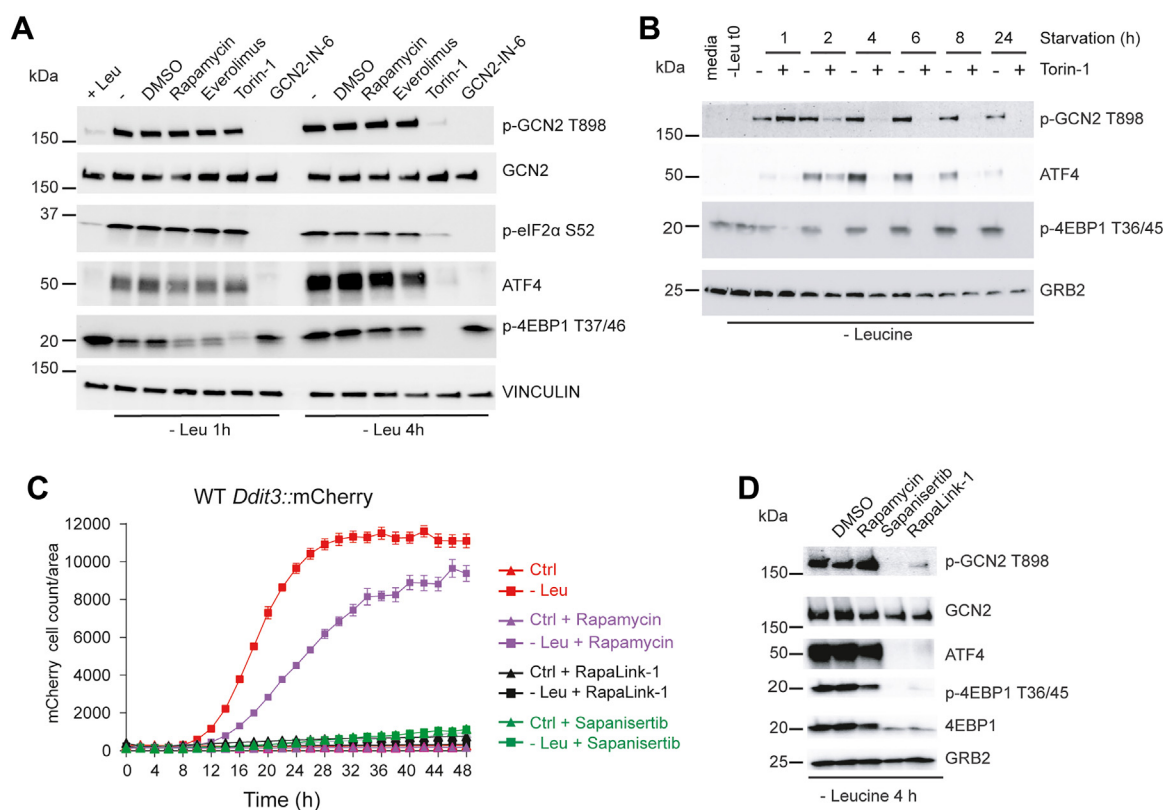 A
kDa
+ Leu
-
DMSO
Rapamycin
Everolimus
Torin-1
GCN2-IN-6
-
DMSO
Rapamycin
Everolimus
Torin-1
GCN2-IN-6
150
p-GCN2 T898
150
GCN2
37
p-eIF2α S52
50
ATF4
20
p-4EBP1 T37/46
150
VINCULIN
- Leu 1h
- Leu 4h
B
kDa
media
-Leu t0
1 2 4 6 8 24 Starvation (h)
- + - + - + - + - + - + Torin-1
150
p-GCN2 T898
50
ATF4
20
p-4EBP1 T36/45
25
GRB2
- Leucine
C
WT Ddit3::mCherry
mCherry cell count/area
12000
10000
8000
6000
4000
2000
0
0 4 8 12 16 20 24 28 32 36 40 44 48
Time (h)
Ctrl
- Leu
Ctrl + Rapamycin
- Leu + Rapamycin
Ctrl + RapaLink-1
- Leu + RapaLink-1
Ctrl + Sapanisertib
- Leu + Sapanisertib
D
kDa
DMSO
Rapamycin
Sapanisertib
RapaLink-1
150
p-GCN2 T898
150
GCN2
50
ATF4
20
p-4EBP1 T36/45
20
4EBP1
25
GRB2
- Leucine 4 h